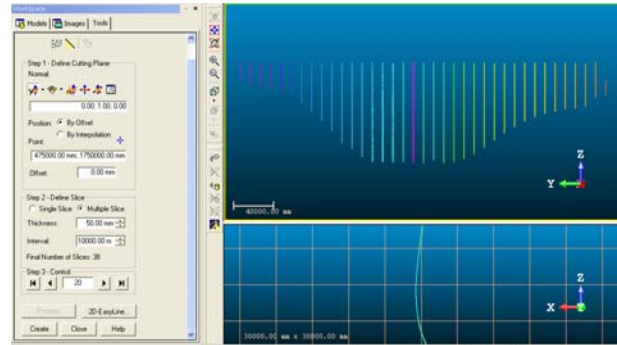 WorkSpace
Models Images Tools
Step 1 - Define Cutting Plane
Normal:
0.00; 1.00; 0.00
Position: By Offset
By Interpolation
Point:
475000.00 mm; 1750000.00 mm
Offset: 0.00 mm
Step 2 - Define Slice
Single Slice Multiple Slice
Thickness: 50.00 mm
Interval: 10000.00 m
Final Number of Slices: 38
Step 3 - Control
20
Preview 2D-EasyLine...
Create Close Help
40000.00 mm
Z
Y
Z
X
30000.00 mm x 30000.00 mm